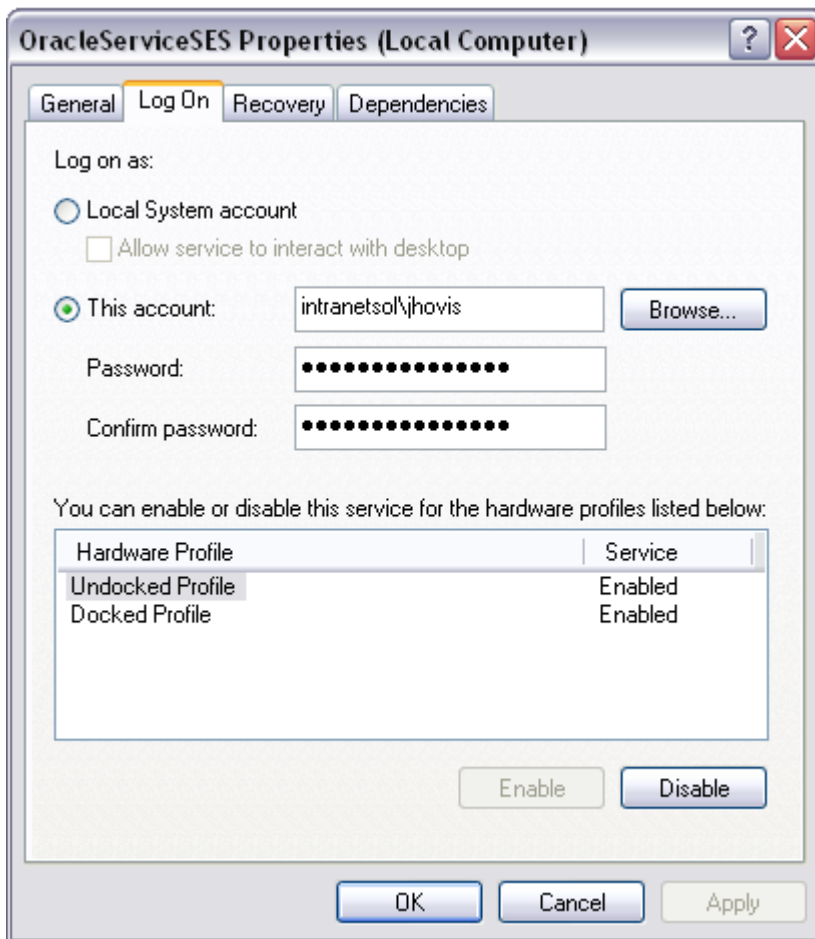 OracleServiceSES Properties (Local Computer)
General Log On Recovery Dependencies
Log on as:
Local System account
Allow service to interact with desktop
This account: intranetsol\jhovis Browse...
Password: ●●●●●●●●●●●●●●●
Confirm password: ●●●●●●●●●●●●●●●
You can enable or disable this service for the hardware profiles listed below:
Hardware Profile Service
Undocked Profile Enabled
Docked Profile Enabled
Enable Disable
OK Cancel Apply